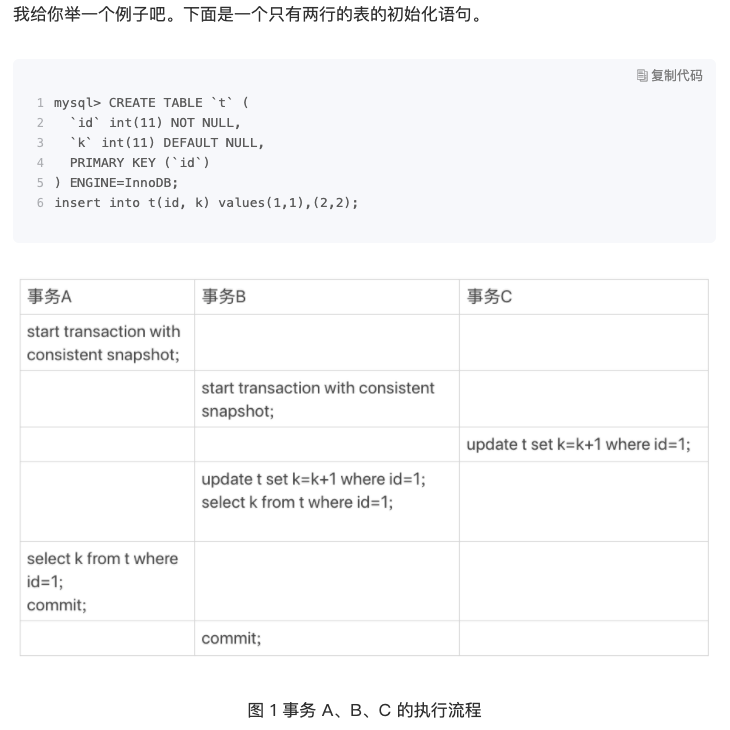 我给你举一个例子吧。下面是一个只有两行的表的初始化语句。
复制代码
1 mysql> CREATE TABLE `t` (
2 `id` int(11) NOT NULL,
3 `k` int(11) DEFAULT NULL,
4 PRIMARY KEY (`id`)
5 ) ENGINE=InnoDB;
6 insert into t(id, k) values(1,1),(2,2);
事务A 事务B 事务C
start transaction with
consistent snapshot;
start transaction with consistent
snapshot;
update t set k=k+1 where id=1;
update t set k=k+1 where id=1;
select k from t where id=1;
select k from t where
id=1;
commit;
commit;
图 1 事务 A、B、C 的执行流程